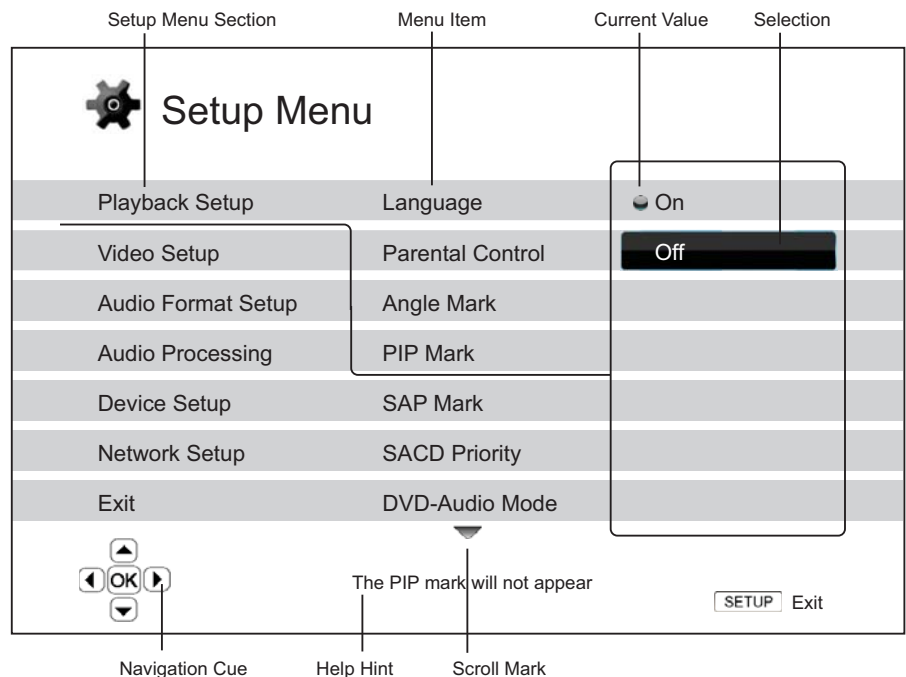 Setup Menu Section Menu Item Current Value Selection
Setup Menu
Playback Setup Language On
Video Setup Parental Control Off
Audio Format Setup Angle Mark
Audio Processing PIP Mark
Device Setup SAP Mark
Network Setup SACD Priority
Exit DVD-Audio Mode
OK
The PIP mark will not appear
SETUP Exit
Navigation Cue Help Hint Scroll Mark